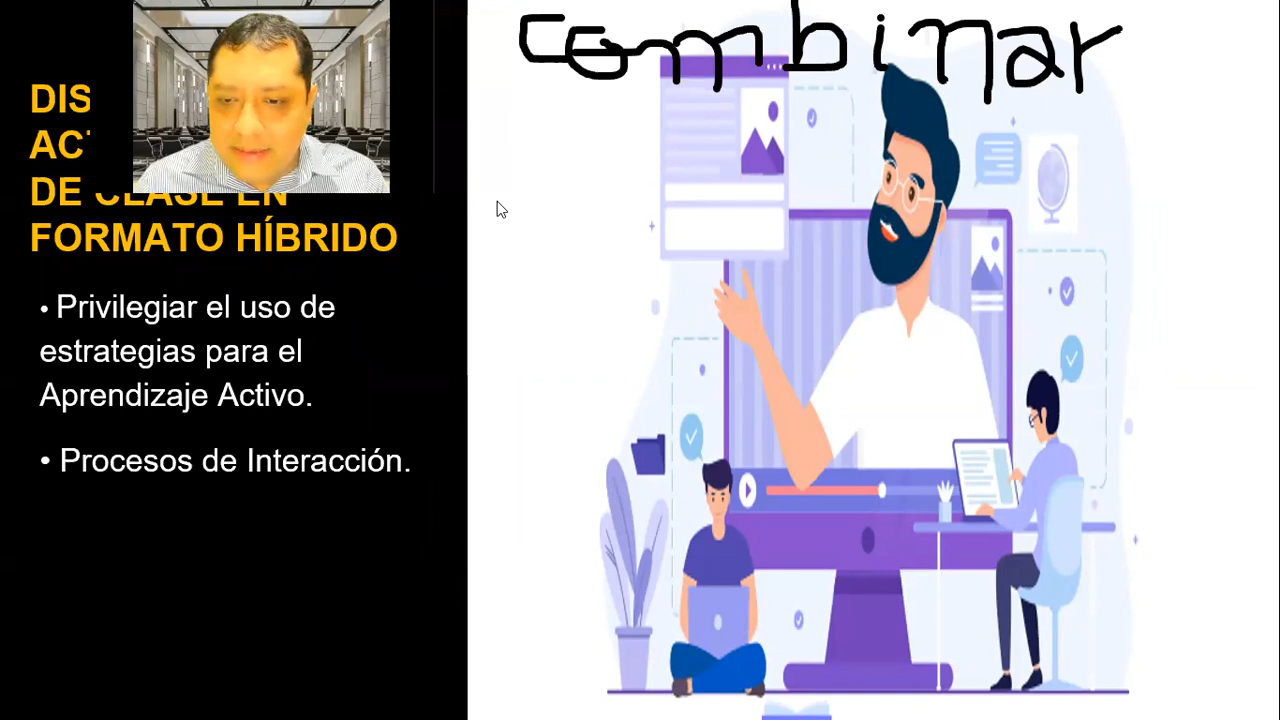 combinar
DIS
AC
DE CLASE EN
FORMATO HÍBRIDO
• Privilegiar el uso de
estrategias para el
Aprendizaje Activo.
• Procesos de Interacción.